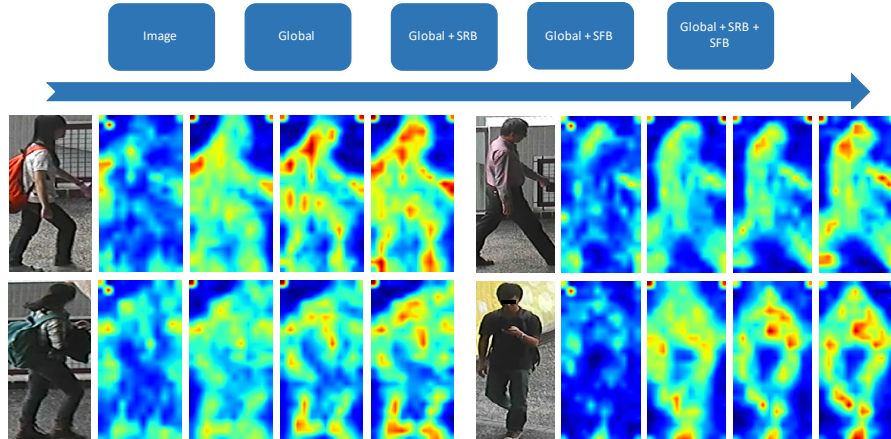 Image
Global
Global + SRB
Global + SFB
Global + SRB +
SFB